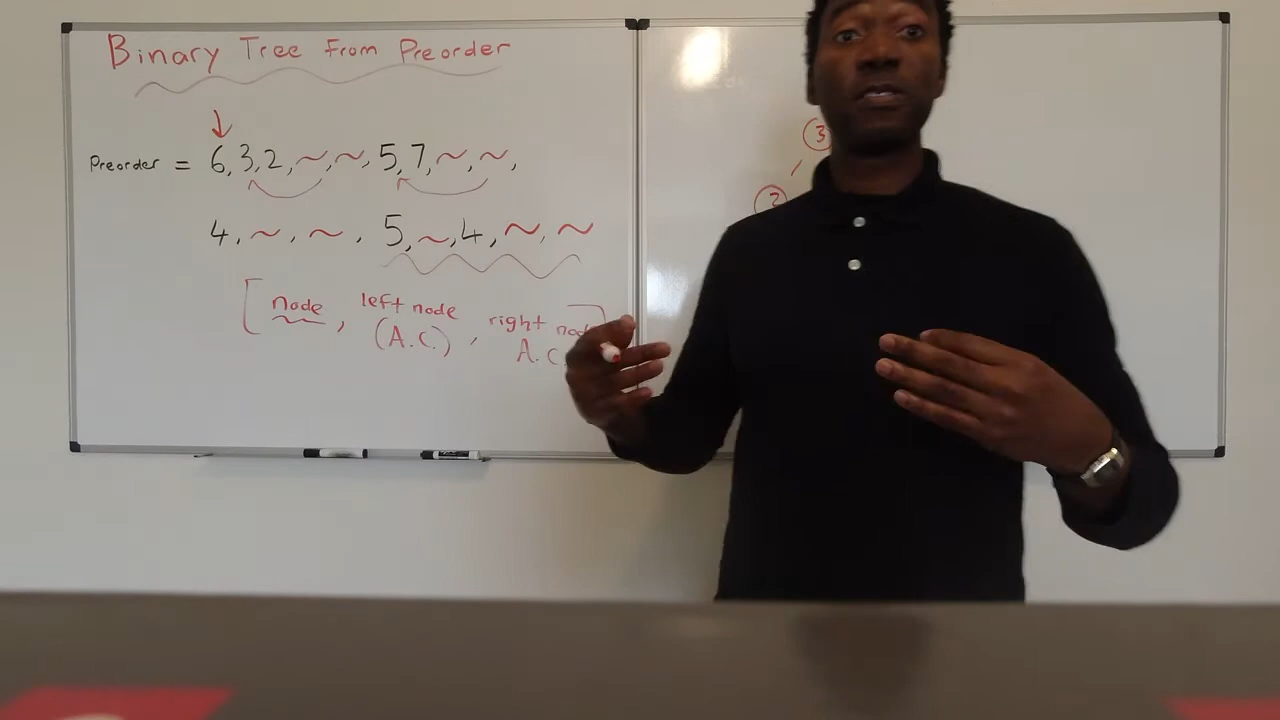 Binary Tree From Preorder
Preorder = 6, 3, 2, ~, ~, 5, 7, ~, ~,
4, ~, ~, 5, ~, 4, ~, ~
[node, left node, right node
(A.C.), A.C
3
2